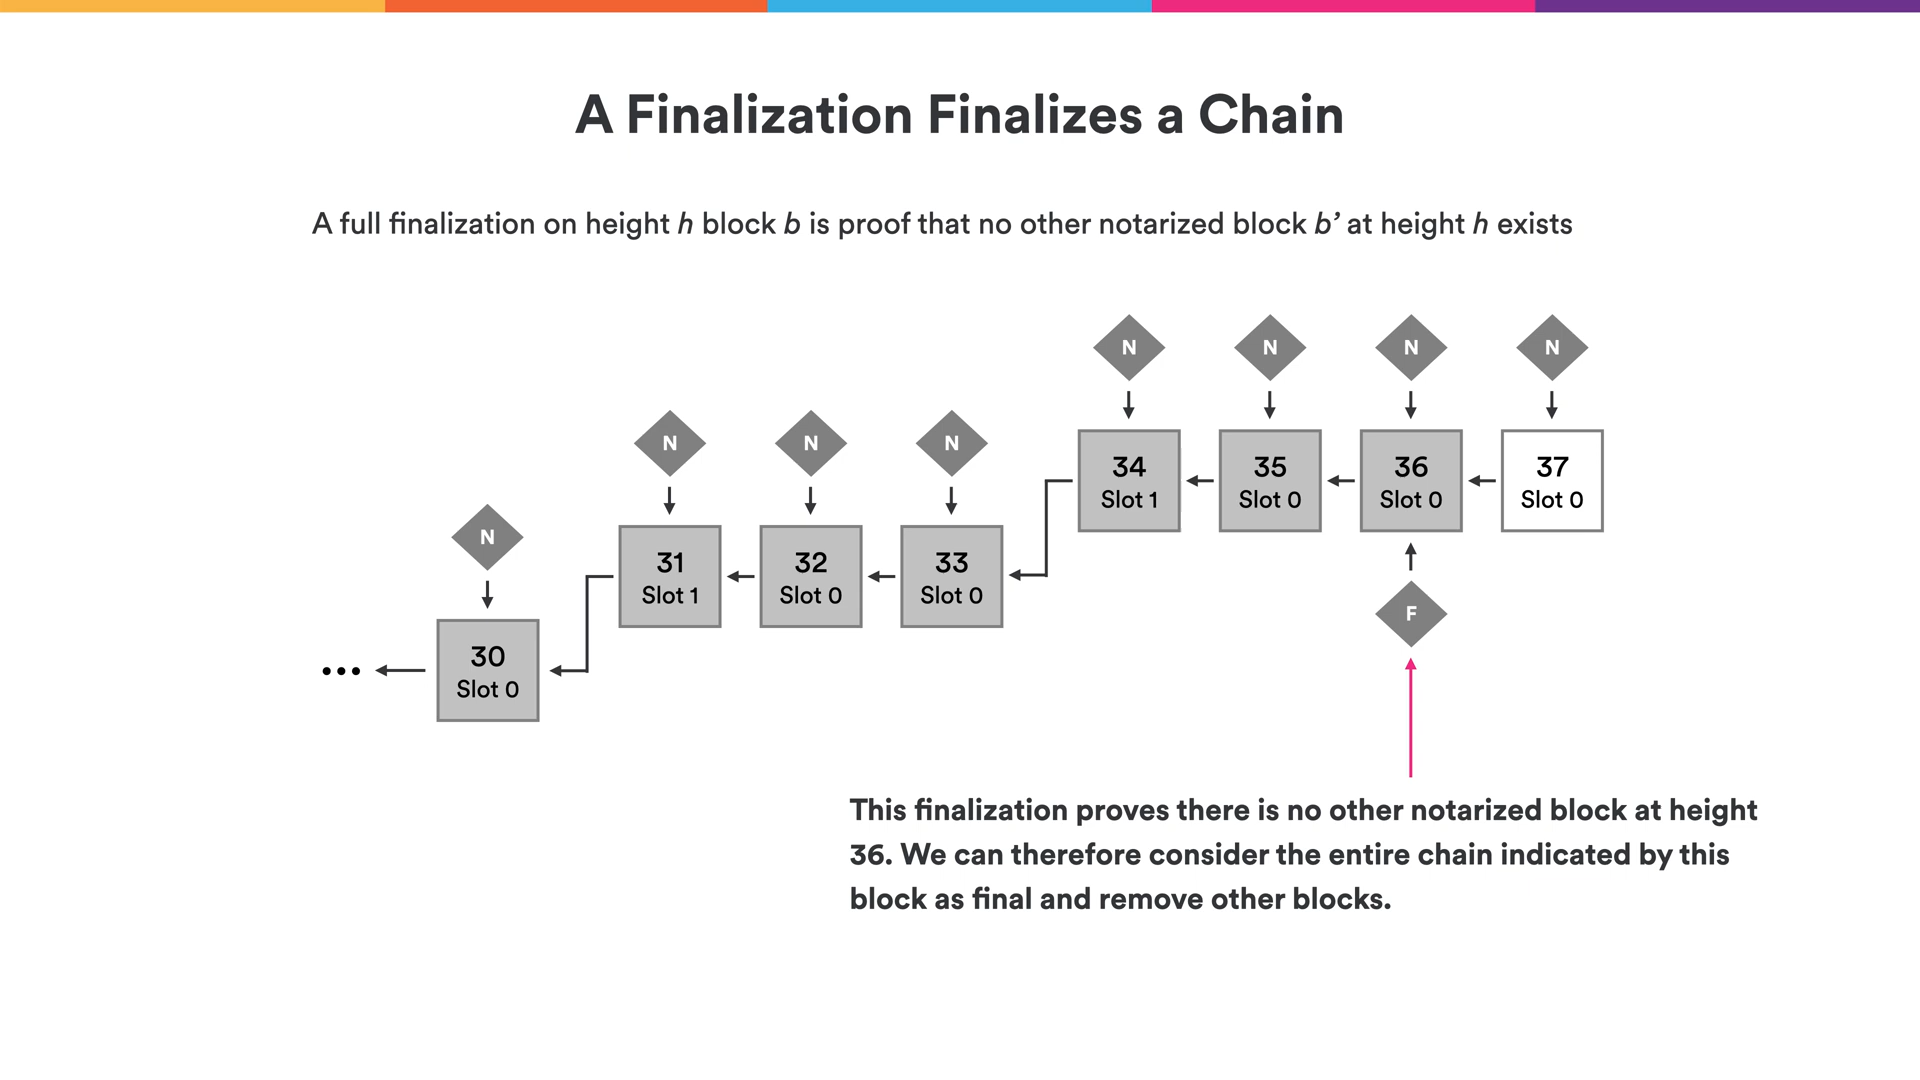 A Finalization Finalizes a Chain
A full finalization on height h block b is proof that no other notarized block b’ at height h exists
N N N N
N N N
34 35 36 37
Slot 1 Slot 0 Slot 0 Slot 0
N
31 32 33
Slot 1 Slot 0 Slot 0
F
30
Slot 0
•••
This finalization proves there is no other notarized block at height
36. We can therefore consider the entire chain indicated by this
block as final and remove other blocks.